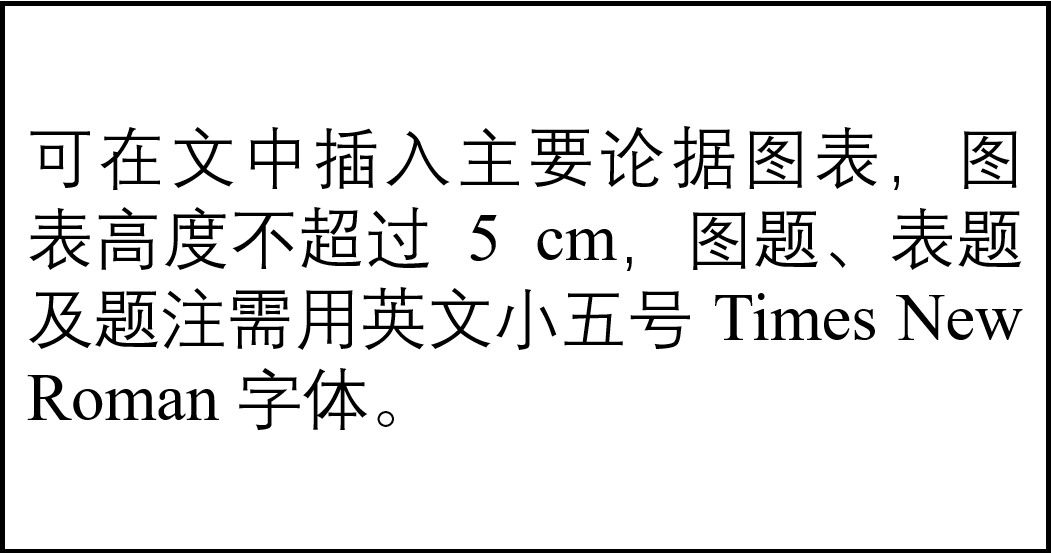 可在文中插入主要论据图表，图
表高度不超过 5 cm，图题、表题
及题注需用英文小五号 Times New
Roman 字体。